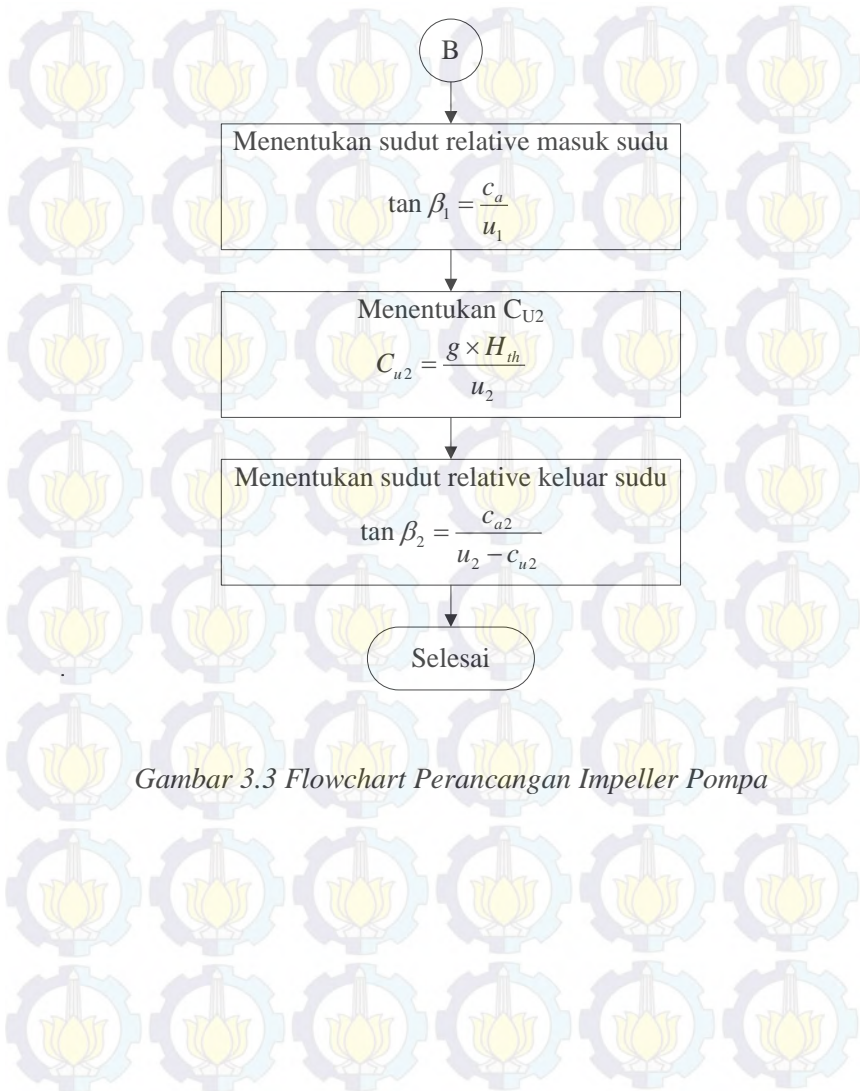 B
Menentukan sudut relative masuk sudu
tan β₁ = cₐ / u₁
Menentukan C_U2
C_u2 = (g × H_th) / u₂
Menentukan sudut relative keluar sudu
tan β₂ = c_a2 / (u₂ − c_u2)
Selesai
.
Gambar 3.3 Flowchart Perancangan Impeller Pompa